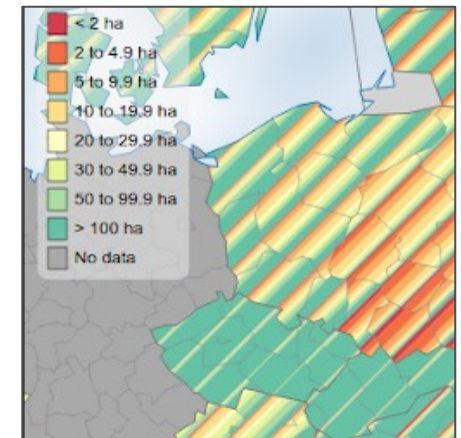 < 2 ha
2 to 4.9 ha
5 to 9.9 ha
10 to 19.9 ha
20 to 29.9 ha
30 to 49.9 ha
50 to 99.9 ha
> 100 ha
No data